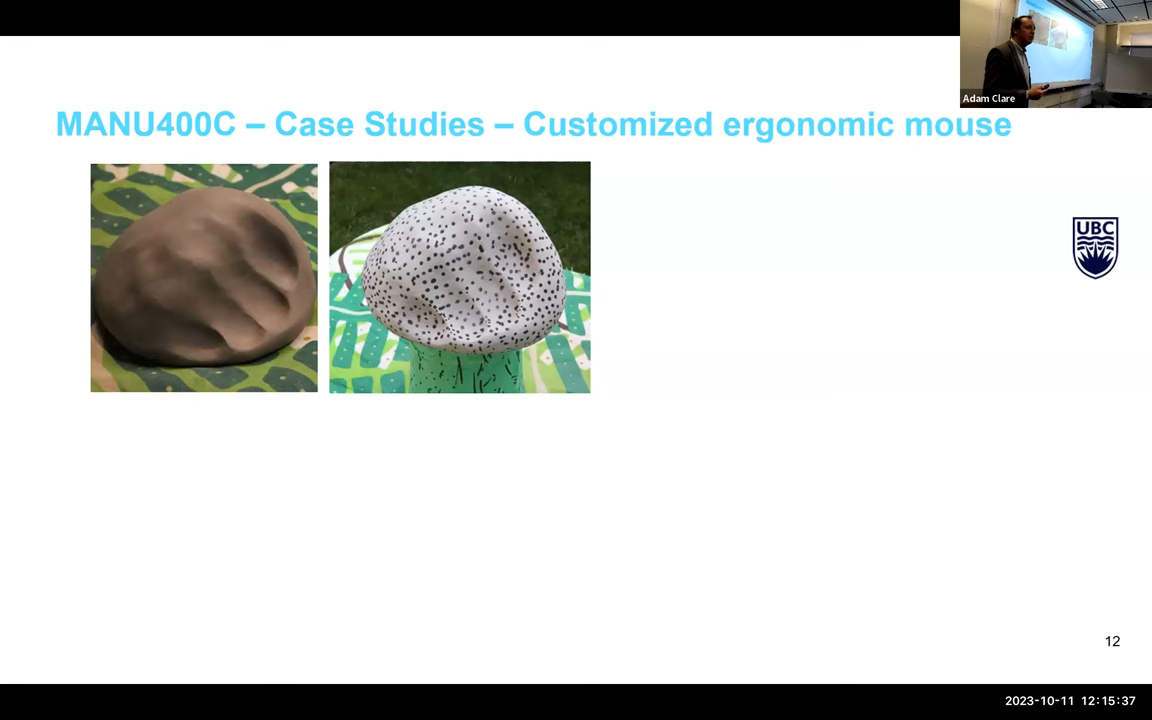 Adam Clare
MANU400C – Case Studies – Customized ergonomic mouse
UBC
12
2023-10-11 12:15:37